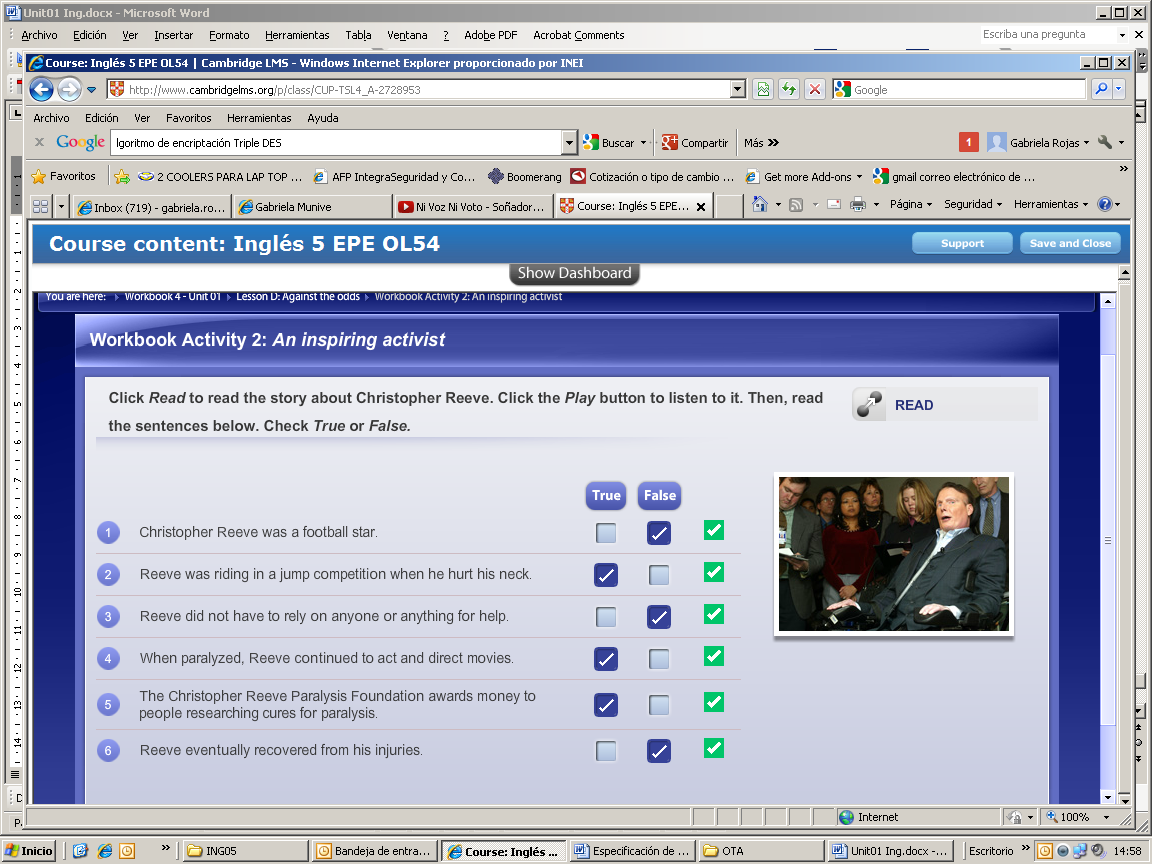 Unit01 Ing.docx - Microsoft Word
Archivo Edición Ver Insertar Formato Herramientas Tabla Ventana ? Adobe PDF Acrobat Comments Escriba una pregunta
Course: Inglés 5 EPE OL54 | Cambridge LMS - Windows Internet Explorer proporcionado por INEI
http://www.cambridgelms.org/p/class/CUP-TSL4_A-2728953 Google
Archivo Edición Ver Favoritos Herramientas Ayuda
x Google lgoritmo de encriptación Triple DES Buscar Compartir Más 1 Gabriela Rojas
Favoritos 2 COOLERS PARA LAP TOP ... AFP IntegraSeguridad y Co... Boomerang Cotización o tipo de cambio ... Get more Add-ons gmail correo electrónico de ...
Inbox (719) - gabriela.ro... Gabriela Munive Ni Voz Ni Voto - Soñador... Course: Inglés 5 EPE... Página Seguridad Herramientas
Course content: Inglés 5 EPE OL54 Support Save and Close
Show Dashboard
You are here: Workbook 4 - Unit 01 Lesson D: Against the odds Workbook Activity 2: An inspiring activist
Workbook Activity 2: An inspiring activist
Click Read to read the story about Christopher Reeve. Click the Play button to listen to it. Then, read
the sentences below. Check True or False.
READ
True False
1 Christopher Reeve was a football star.
2 Reeve was riding in a jump competition when he hurt his neck.
3 Reeve did not have to rely on anyone or anything for help.
4 When paralyzed, Reeve continued to act and direct movies.
5 The Christopher Reeve Paralysis Foundation awards money to
people researching cures for paralysis.
6 Reeve eventually recovered from his injuries.
Internet 100%
Inicio ING05 Bandeja de entra... Course: Inglés ... Especificación de ... OTA Unit01 Ing.docx -... Escritorio 14:58